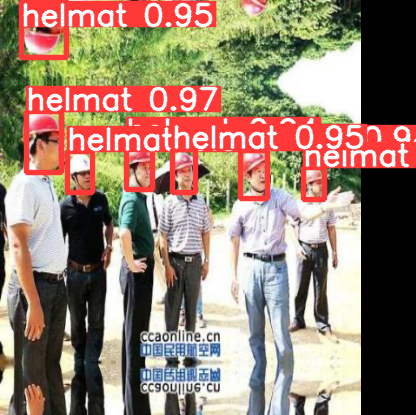 helmat 0.95
helmat 0.97
helmat
helmat 0.95
helmat
ccaonline.cn
中国民用航空网